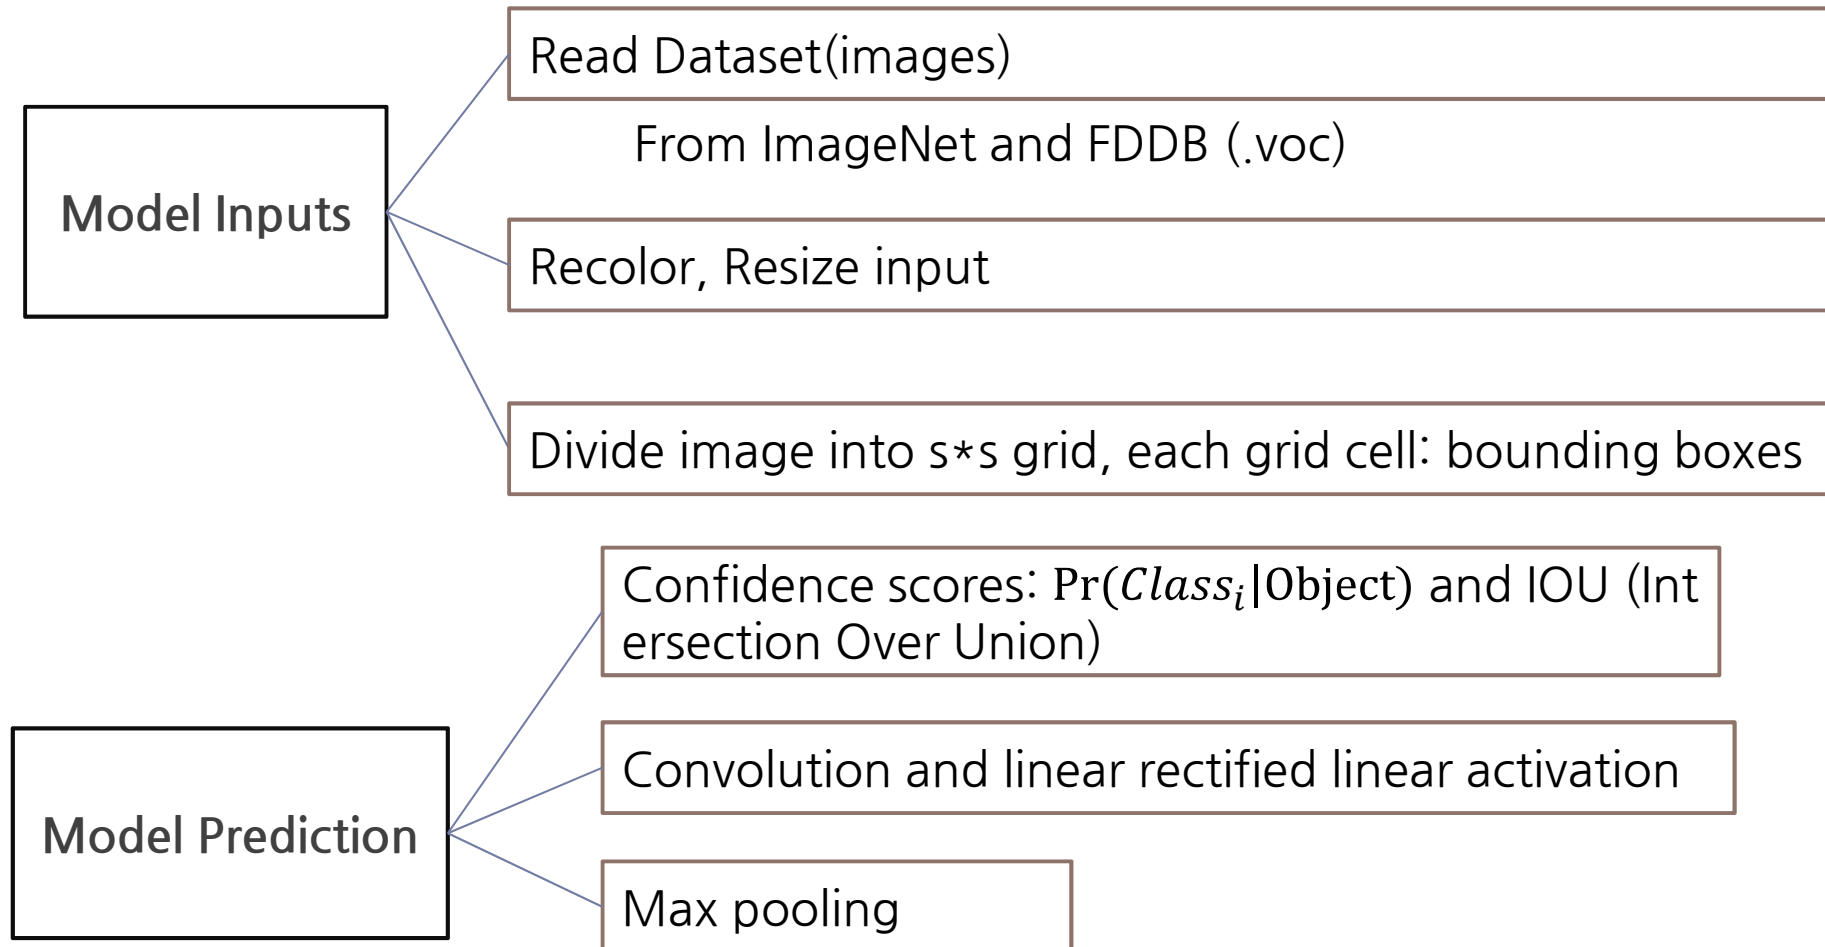 Read Dataset(images)
From ImageNet and FDDB (.voc)
Model Inputs
Recolor, Resize input
Divide image into s*s grid, each grid cell: bounding boxes
Confidence scores: Pr(Class_i|Object) and IOU (Int
ersection Over Union)
Convolution and linear rectified linear activation
Model Prediction
Max pooling